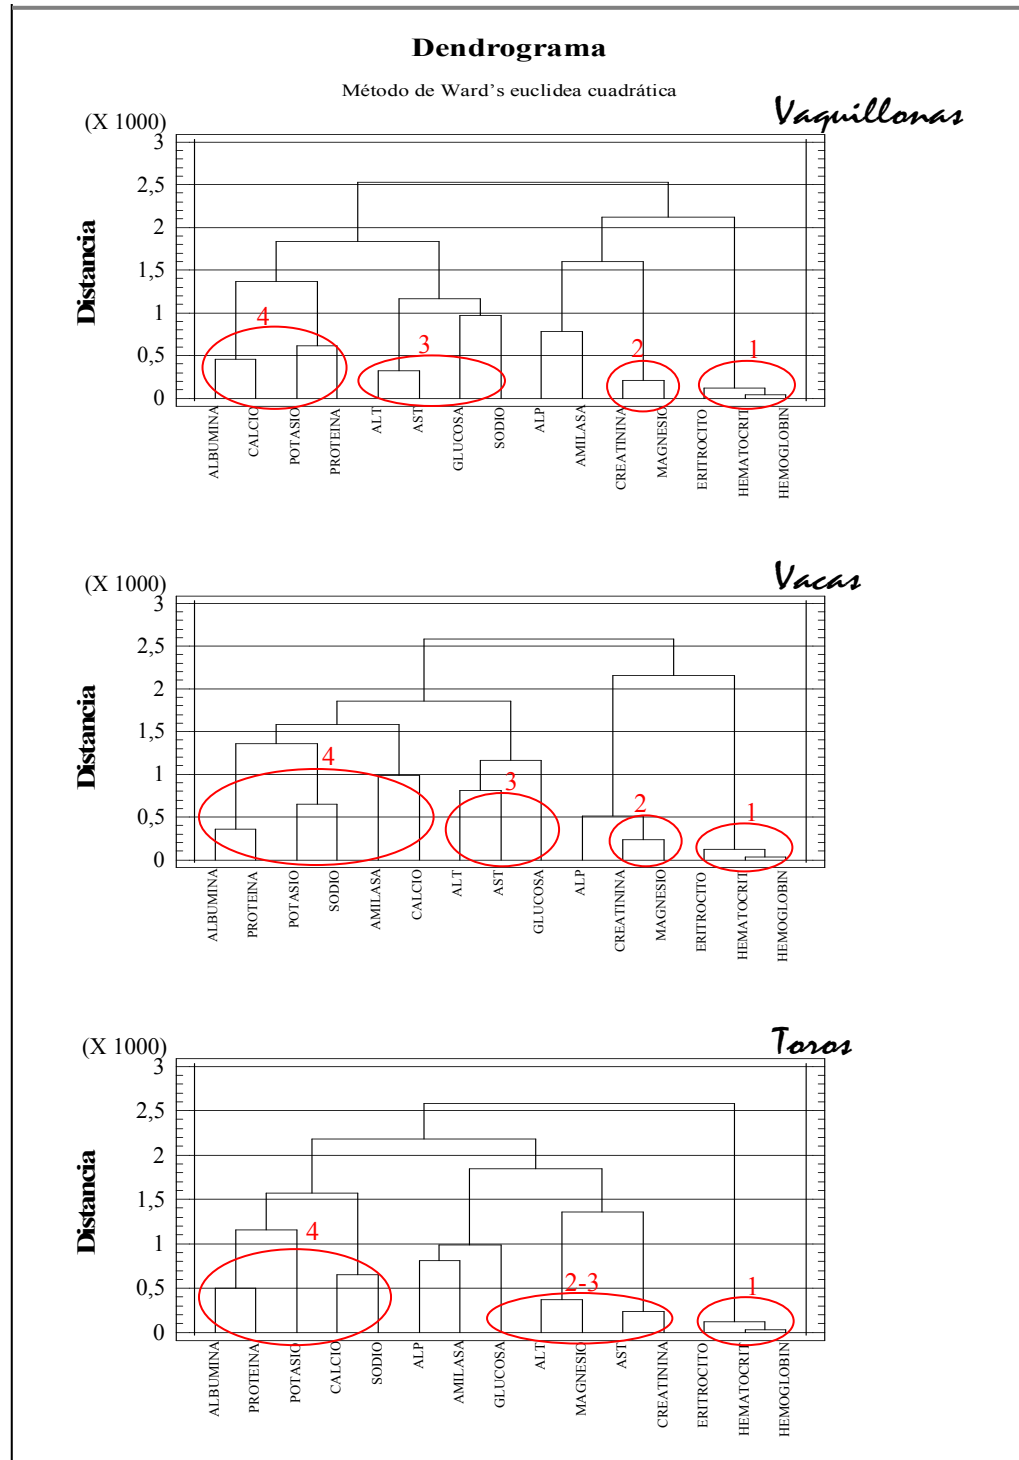 Dendrograma
Método de Ward's euclidea cuadrática
Vaquillonas
(X 1000)
Distancia
3
2,5
2
1,5
1
0,5
0
4
3
2
1
ALBUMINA
CALCIO
POTASIO
PROTEINA
ALT
AST
GLUCOSA
SODIO
ALP
AMILASA
CREATININA
MAGNESIO
ERITROCITO
HEMATOCRIT
HEMOGLOBIN
Vacas
(X 1000)
Distancia
3
2,5
2
1,5
1
0,5
0
4
3
2
1
ALBUMINA
PROTEINA
POTASIO
SODIO
AMILASA
CALCIO
ALT
AST
GLUCOSA
ALP
CREATININA
MAGNESIO
ERITROCITO
HEMATOCRIT
HEMOGLOBIN
Toros
(X 1000)
Distancia
3
2,5
2
1,5
1
0,5
0
4
2-3
1
ALBUMINA
PROTEINA
POTASIO
CALCIO
SODIO
ALP
AMILASA
GLUCOSA
ALT
MAGNESIO
AST
CREATININA
ERITROCITO
HEMATOCRIT
HEMOGLOBIN